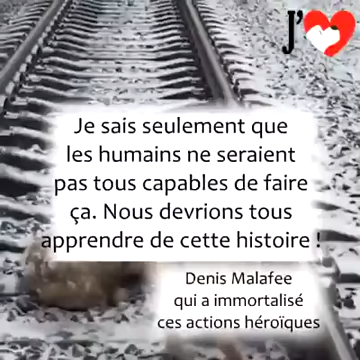 J'
Je sais seulement que
les humains ne seraient
pas tous capables de faire
ça. Nous devrions tous
apprendre de cette histoire !
Denis Malafee
qui a immortalisé
ces actions héroïques